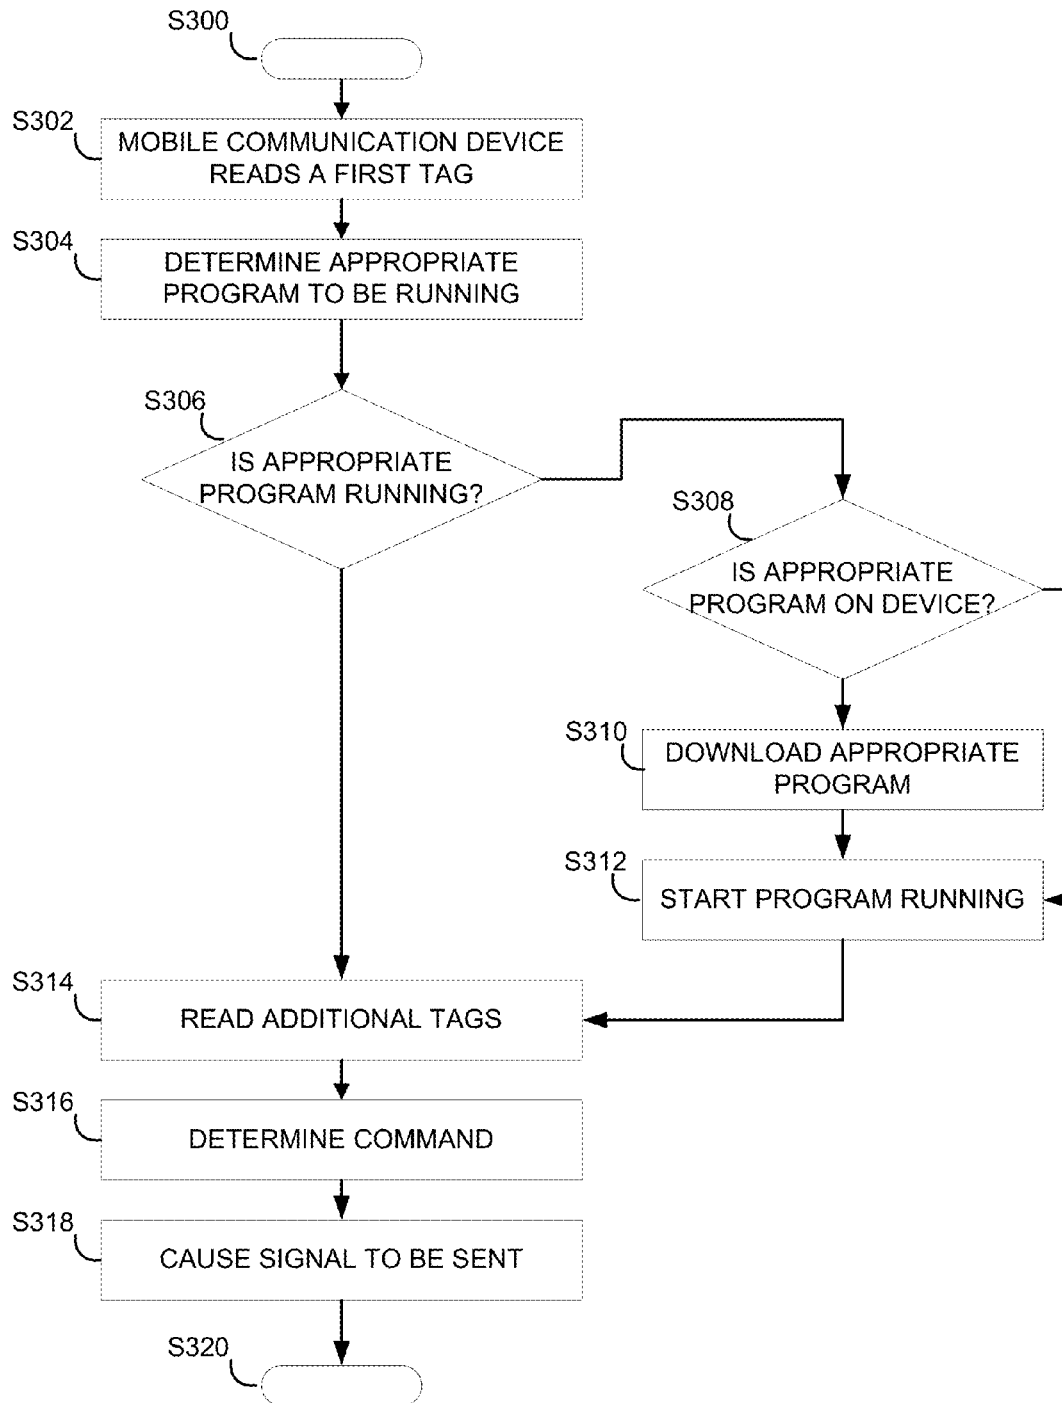 S300
S302
MOBILE COMMUNICATION DEVICE
READS A FIRST TAG
S304
DETERMINE APPROPRIATE
PROGRAM TO BE RUNNING
S306
IS APPROPRIATE
PROGRAM RUNNING?
S308
IS APPROPRIATE
PROGRAM ON DEVICE?
S310
DOWNLOAD APPROPRIATE
PROGRAM
S312
START PROGRAM RUNNING
S314
READ ADDITIONAL TAGS
S316
DETERMINE COMMAND
S318
CAUSE SIGNAL TO BE SENT
S320